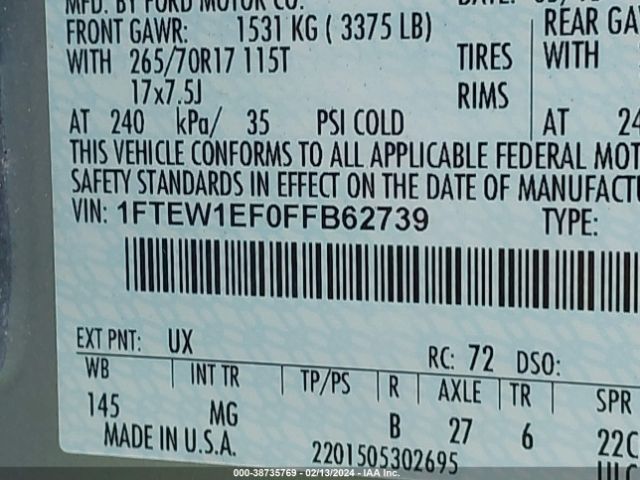 MFD. BY FORD MOTOR CO.
FRONT GAWR: 1531 KG ( 3375 LB) REAR GA
WITH 265/70R17 115T TIRES WITH
17x7.5J RIMS
AT 240 kPa/ 35 PSI COLD AT 24
THIS VEHICLE CONFORMS TO ALL APPLICABLE FEDERAL MOT
SAFETY STANDARDS IN EFFECT ON THE DATE OF MANUFACTU
VIN: 1FTEW1EF0FFB62739 TYPE:
EXT PNT: UX RC: 72 DSO:
WB INT TR TP/PS R AXLE TR SPR
145 MG B 27 6 22C
MADE IN U.S.A. 2201505302695
000-38735769 - 02/13/2024 - IAA Inc.